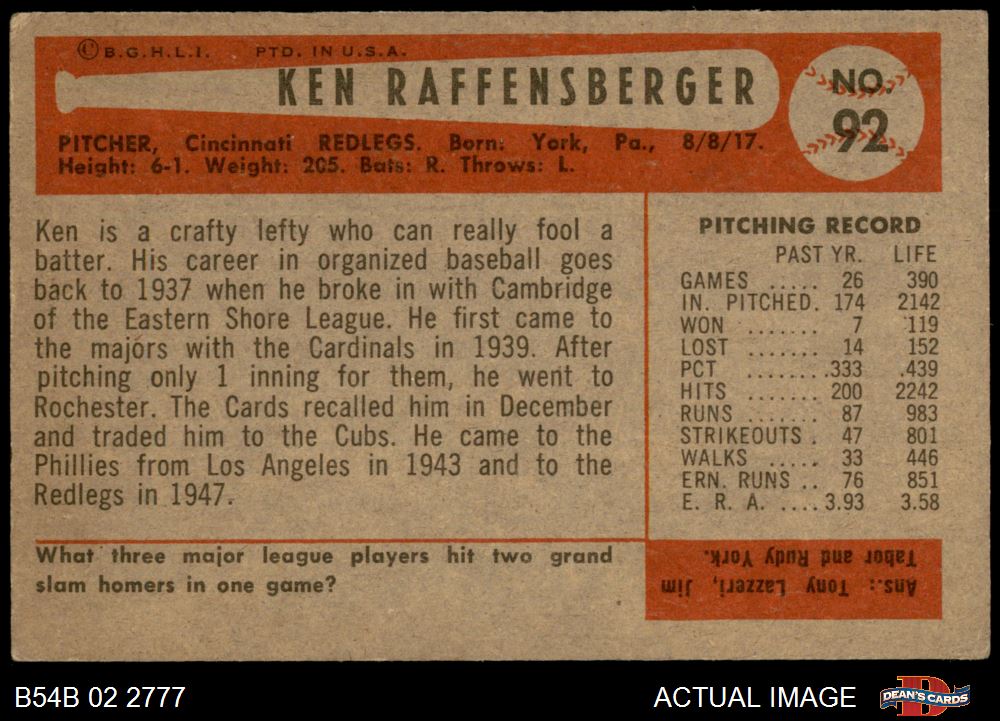 © B.G.H.L.I. PTD. IN U.S.A.
KEN RAFFENSBERGER
NO.
92
PITCHER, Cincinnati REDLEGS. Born: York, Pa., 8/8/17.
Height: 6-1. Weight: 205. Bats: R. Throws: L.
Ken is a crafty lefty who can really fool a
batter. His career in organized baseball goes
back to 1937 when he broke in with Cambridge
of the Eastern Shore League. He first came to
the majors with the Cardinals in 1939. After
pitching only 1 inning for them, he went to
Rochester. The Cards recalled him in December
and traded him to the Cubs. He came to the
Phillies from Los Angeles in 1943 and to the
Redlegs in 1947.
PITCHING RECORD
PAST YR. LIFE
GAMES ..... 26 390
IN. PITCHED. 174 2142
WON ....... 7 119
LOST ....... 14 152
PCT ....... .333 .439
HITS ....... 200 2242
RUNS ....... 87 983
STRIKEOUTS . 47 801
WALKS ..... 33 446
ERN. RUNS .. 76 851
E. R. A. .... 3.93 3.58
What three major league players hit two grand
slam homers in one game?
Ans.: Tony Lazzeri, Jim
Tabor and Rudy York.
B54B 02 2777
ACTUAL IMAGE
D
DEAN'S CARDS